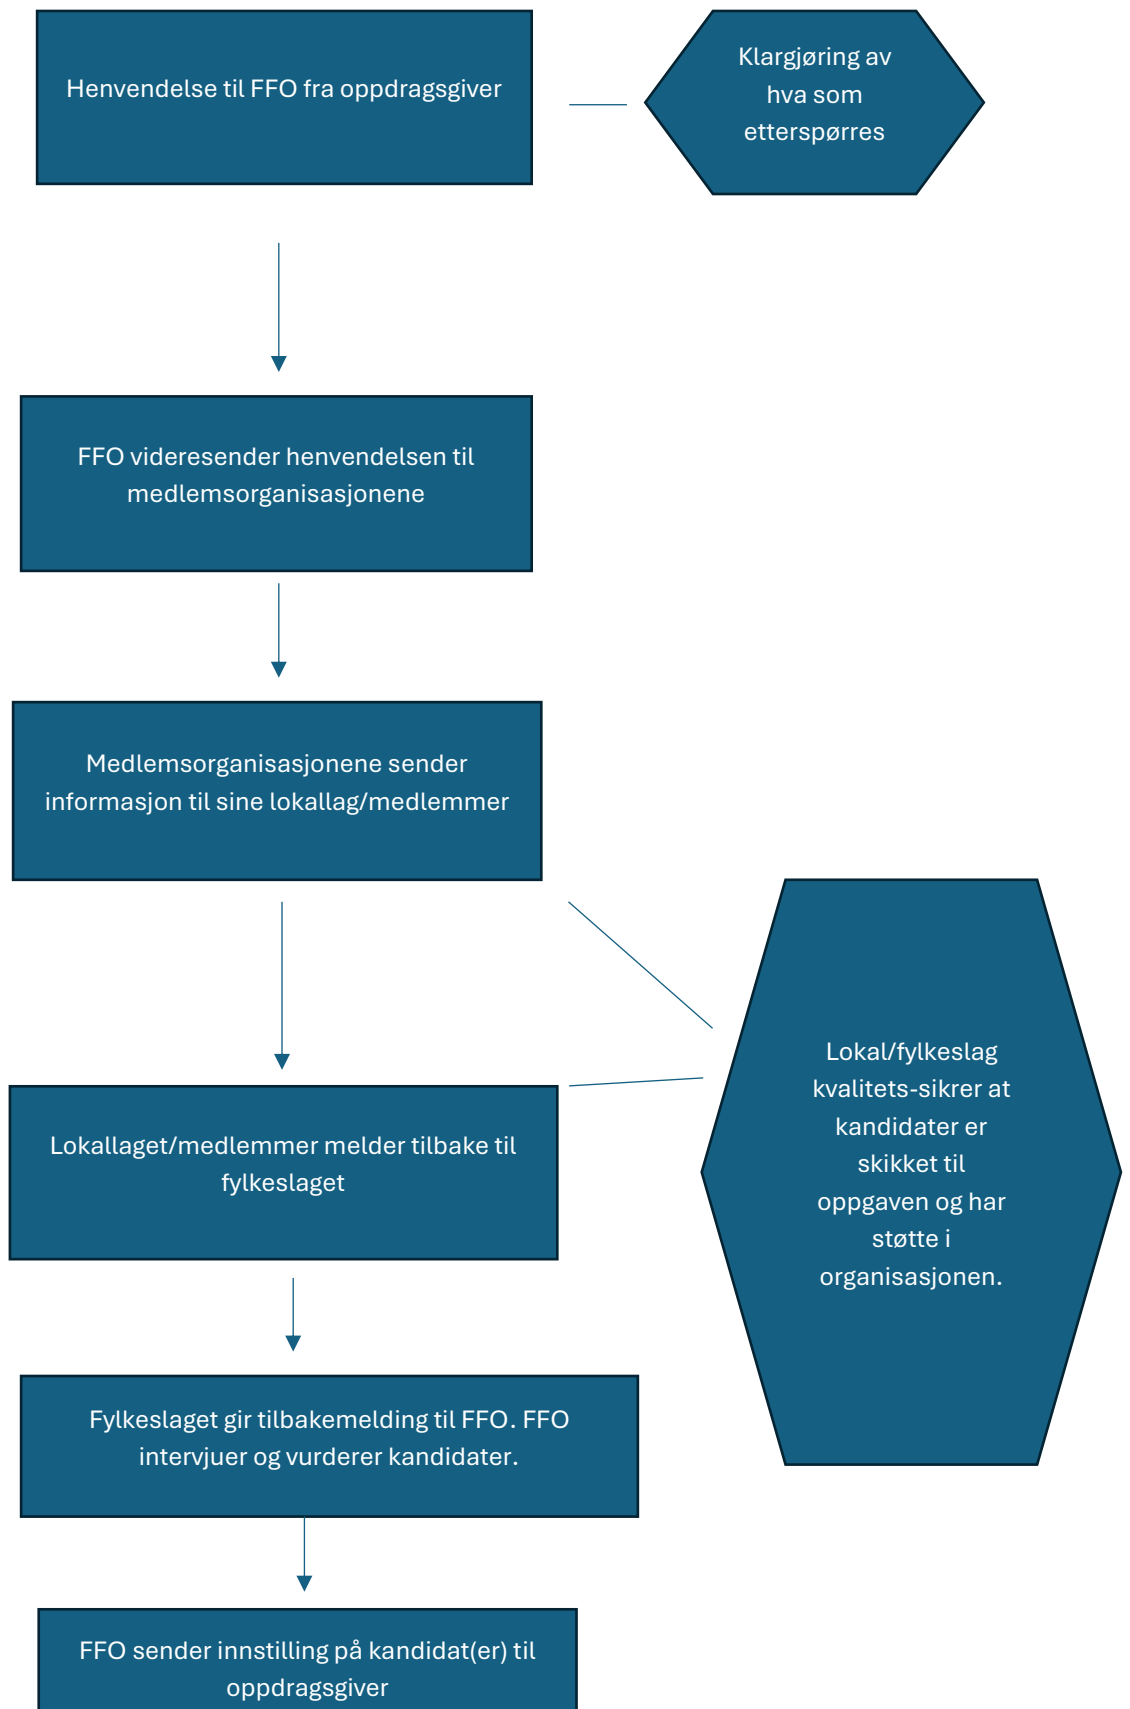 Henvendelse til FFO fra oppdragsgiver
Klargjøring av
hva som
etterspørres
FFO videresender henvendelsen til
medlemsorganisasjonene
Medlemsorganisasjonene sender
informasjon til sine lokallag/medlemmer
Lokal/fylkeslag
kvalitets-sikrer at
kandidater er
skikket til
oppgaven og har
støtte i
organisasjonen.
Lokallaget/medlemmer melder tilbake til
fylkeslaget
Fylkeslaget gir tilbakemelding til FFO. FFO
intervjuer og vurderer kandidater.
FFO sender innstilling på kandidat(er) til
oppdragsgiver